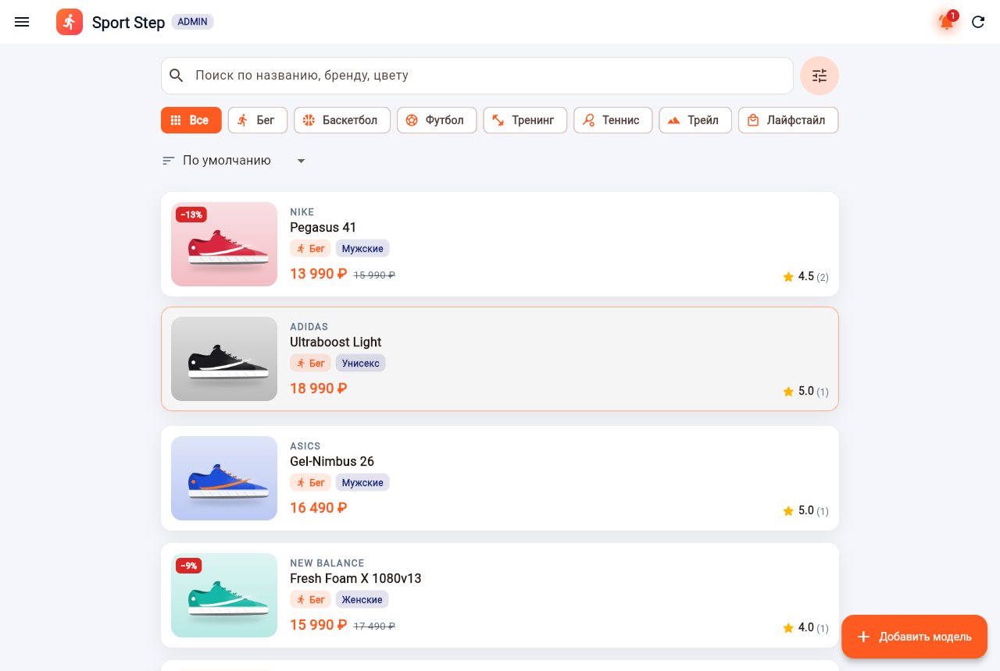 Sport Step ADMIN 1
Поиск по названию, бренду, цвету
Все Бег Баскетбол Футбол Тренинг Теннис Трейл Лайфстайл
По умолчанию
−13%
NIKE
Pegasus 41
Бег Мужские
13 990 ₽ 15 990 ₽ 4.5 (2)
ADIDAS
Ultraboost Light
Бег Унисекс
18 990 ₽ 5.0 (1)
ASICS
Gel-Nimbus 26
Бег Мужские
16 490 ₽ 5.0 (1)
−9%
NEW BALANCE
Fresh Foam X 1080v13
Бег Женские
15 990 ₽ 17 490 ₽ 4.0 (1)
Добавить модель